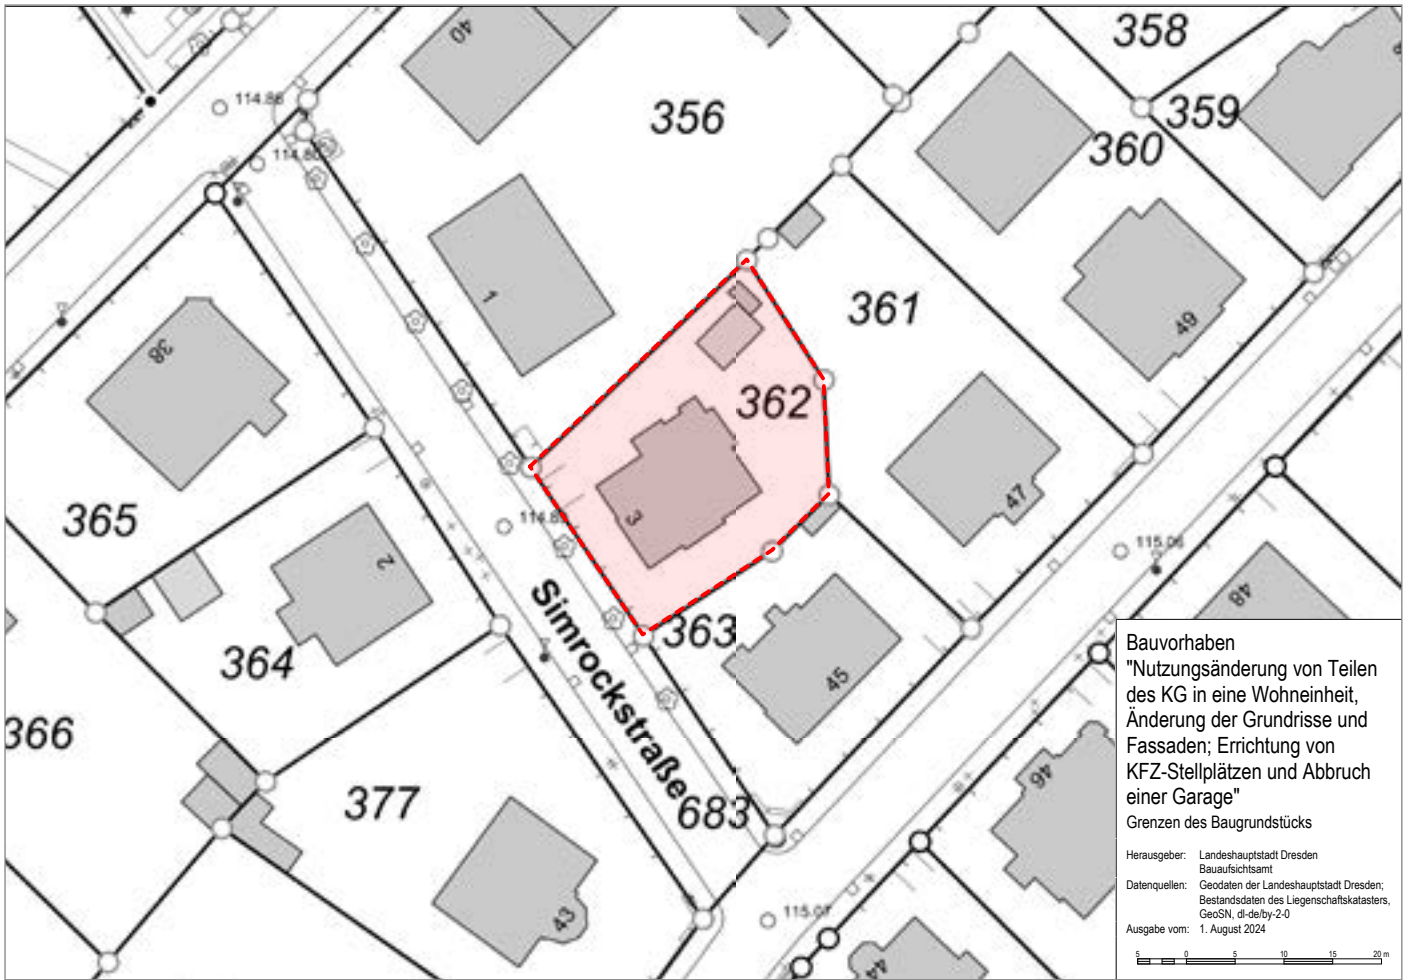 40
358
114.86
356
359
360
114.80
1
361
49
38
362
47
365
3
114.8
115.06
2
Simrockstraße
48
363
364
45
366
46
377
683
43
115.07
44
Bauvorhaben
"Nutzungsänderung von Teilen
des KG in eine Wohneinheit,
Änderung der Grundrisse und
Fassaden; Errichtung von
KFZ-Stellplätzen und Abbruch
einer Garage"
Grenzen des Baugrundstücks
Herausgeber: Landeshauptstadt Dresden
Bauaufsichtsamt
Datenquellen: Geodaten der Landeshauptstadt Dresden;
Bestandsdaten des Liegenschaftskatasters,
GeoSN, dl-de/by-2-0
Ausgabe vom: 1. August 2024
5 0 5 10 15 20 m